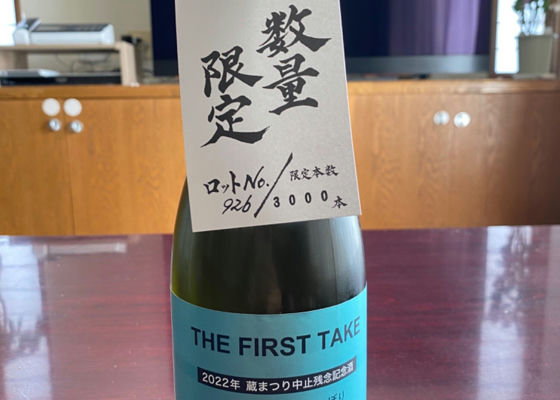 数量
限定
ロットNo.
926/3000本
限定本数
THE FIRST TAKE
2022年 蔵まつり中止残念記念酒